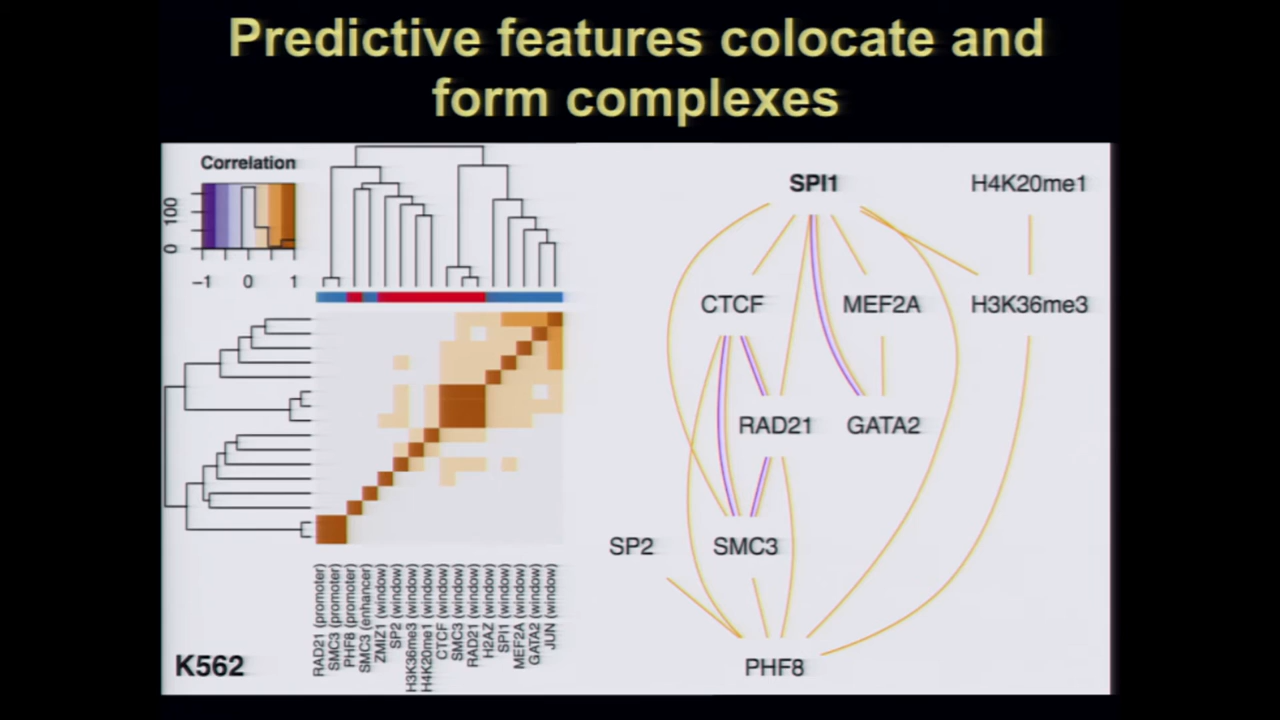 Predictive features colocate and
form complexes
Correlation
100
0
−1 0 1
RAD21 (promoter)
SMC3 (promoter)
PHF8 (promoter)
SMC3 (enhancer)
ZMIZ1 (window)
SP2 (window)
H3K36me3 (window)
H4K20me1 (window)
CTCF (window)
SMC3 (window)
RAD21 (window)
H2AZ (window)
SPI1 (window)
MEF2A (window)
GATA2 (window)
JUN (window)
K562
SPI1 H4K20me1
CTCF MEF2A H3K36me3
RAD21 GATA2
SP2 SMC3
PHF8